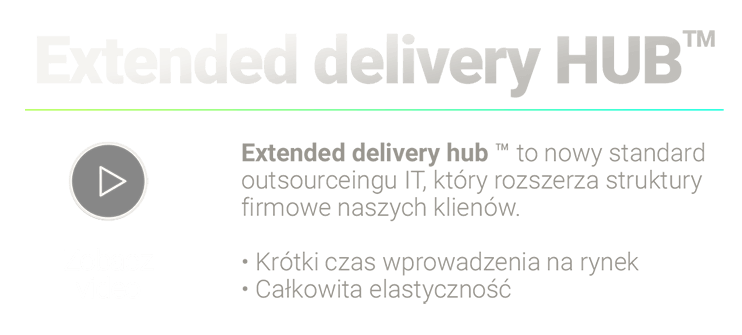 Extended delivery HUB™
Extended delivery hub ™ to nowy standard
outsourceingu IT, który rozszerza struktury
firmowe naszych klienów.
• Krótki czas wprowadzenia na rynek
• Całkowita elastyczność